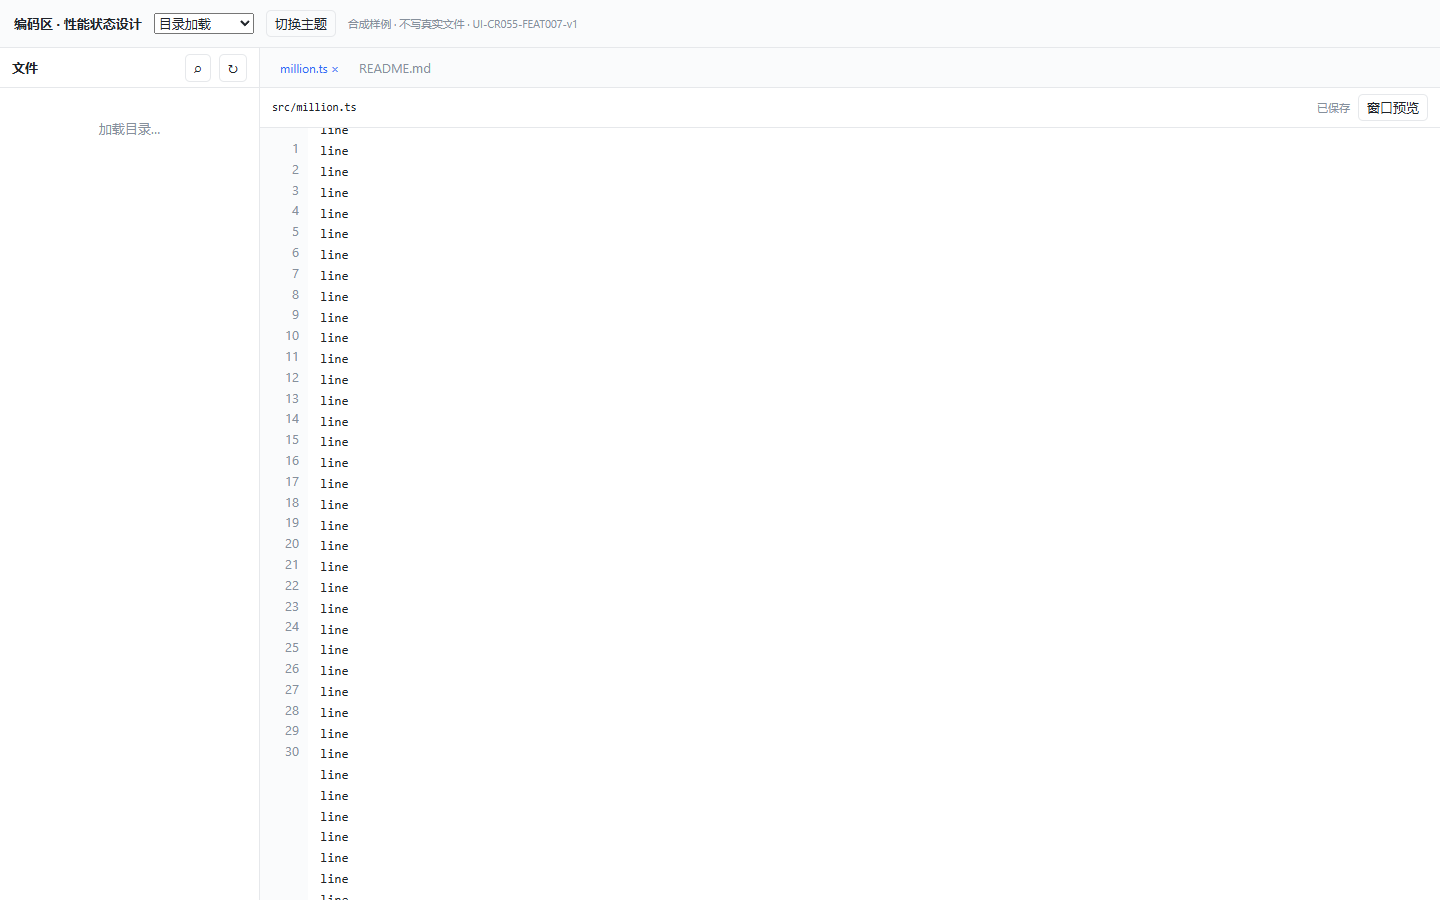 编码区 · 性能状态设计 目录加载 切换主题 合成样例 · 不写真实文件 · UI-CR055-FEAT007-v1
文件 ⌕ ↻ million.ts × README.md
src/million.ts 已保存 窗口预览
加载目录...
line
1 line
2 line
3 line
4 line
5 line
6 line
7 line
8 line
9 line
10 line
11 line
12 line
13 line
14 line
15 line
16 line
17 line
18 line
19 line
20 line
21 line
22 line
23 line
24 line
25 line
26 line
27 line
28 line
29 line
30 line
line
line
line
line
line
line
line